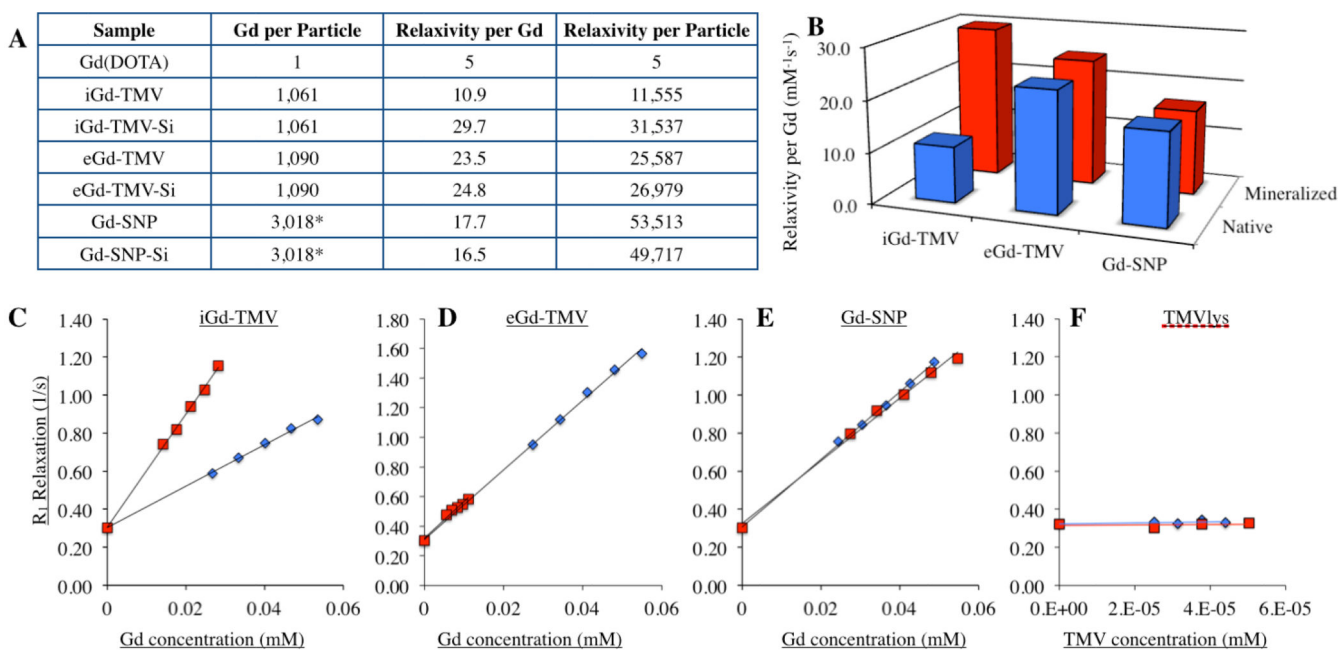 A
Sample Gd per Particle Relaxivity per Gd Relaxivity per Particle
Gd(DOTA) 1 5 5
iGd-TMV 1,061 10.9 11,555
iGd-TMV-Si 1,061 29.7 31,537
eGd-TMV 1,090 23.5 25,587
eGd-TMV-Si 1,090 24.8 26,979
Gd-SNP 3,018* 17.7 53,513
Gd-SNP-Si 3,018* 16.5 49,717
B
Relaxivity per Gd (mM⁻¹s⁻¹)
30.0
20.0
10.0
0.0
iGd-TMV
eGd-TMV
Gd-SNP
Native
Mineralized
C
iGd-TMV
R₁ Relaxation (1/s)
1.40
1.20
1.00
0.80
0.60
0.40
0.20
0.00
0 0.02 0.04 0.06
Gd concentration (mM)
D
eGd-TMV
1.80
1.60
1.40
1.20
1.00
0.80
0.60
0.40
0.20
0.00
0 0.02 0.04 0.06
Gd concentration (mM)
E
Gd-SNP
1.40
1.20
1.00
0.80
0.60
0.40
0.20
0.00
0 0.02 0.04 0.06
Gd concentration (mM)
F
TMVlys
1.40
1.20
1.00
0.80
0.60
0.40
0.20
0.00
0.E+00 2.E-05 4.E-05 6.E-05
TMV concentration (mM)